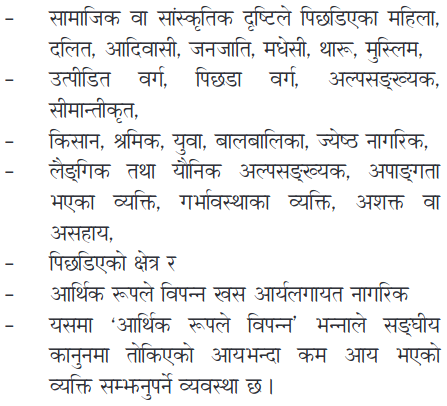 - सामाजिक वा सांस्कृतिक दृष्टिले पिछडिएका महिला,
दलित, आदिवासी, जनजाति, मधेसी, थारू, मुस्लिम,
- उत्पीडित वर्ग, पिछडा वर्ग, अल्पसङ्ख्यक,
सीमान्तीकृत,
- किसान, श्रमिक, युवा, बालबालिका, ज्येष्ठ नागरिक,
- लैङ्गिक तथा यौनिक अल्पसङ्ख्यक, अपाङ्गता
भएका व्यक्ति, गर्भावस्थाका व्यक्ति, अशक्त वा
असहाय,
- पिछडिएको क्षेत्र र
- आर्थिक रूपले विपन्न खस आर्यलगायत नागरिक
- यसमा ‘आर्थिक रूपले विपन्न’ भन्नाले सङ्घीय
कानुनमा तोकिएको आयभन्दा कम आय भएको
व्यक्ति सम्झनुपर्ने व्यवस्था छ ।